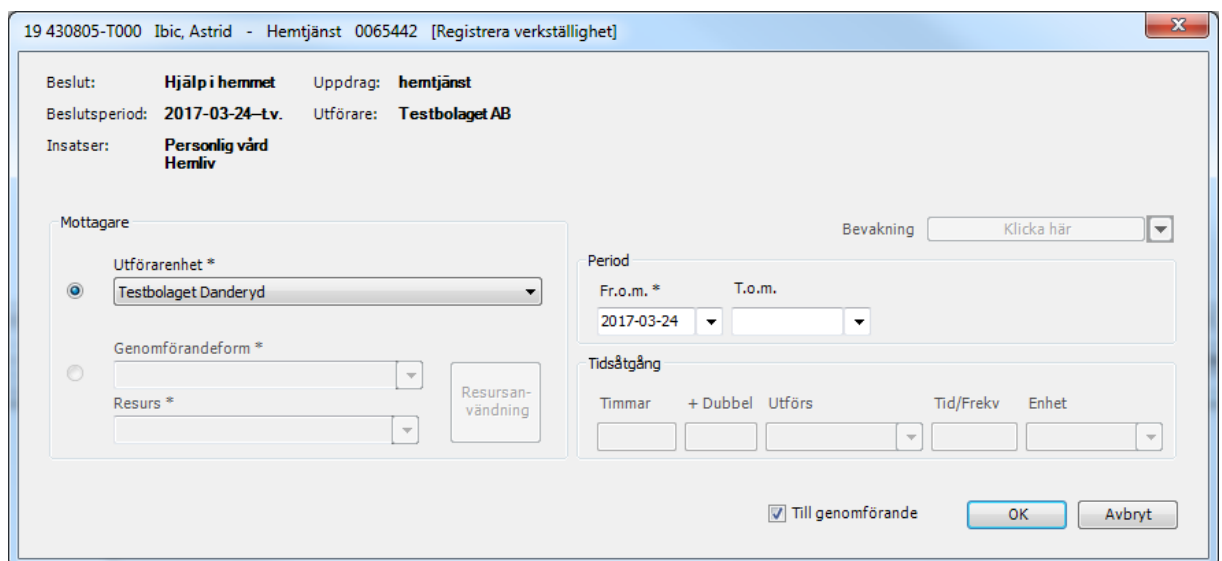 19 430805-T000 Ibic, Astrid - Hemtjänst 0065442 [Registrera verkställighet]
Beslut: Hjälp i hemmet Uppdrag: hemtjänst
Beslutsperiod: 2017-03-24--t.v. Utförare: Testbolaget AB
Insatser: Personlig vård
Hemliv
Mottagare
Bevakning Klicka här
Utförarenhet *
Testbolaget Danderyd
Period
Fr.o.m. * T.o.m.
2017-03-24
Genomförandeform *
Resurs *
Resursan-
vändning
Tidsåtgång
Timmar + Dubbel Utförs Tid/Frekv Enhet
Till genomförande OK Avbryt